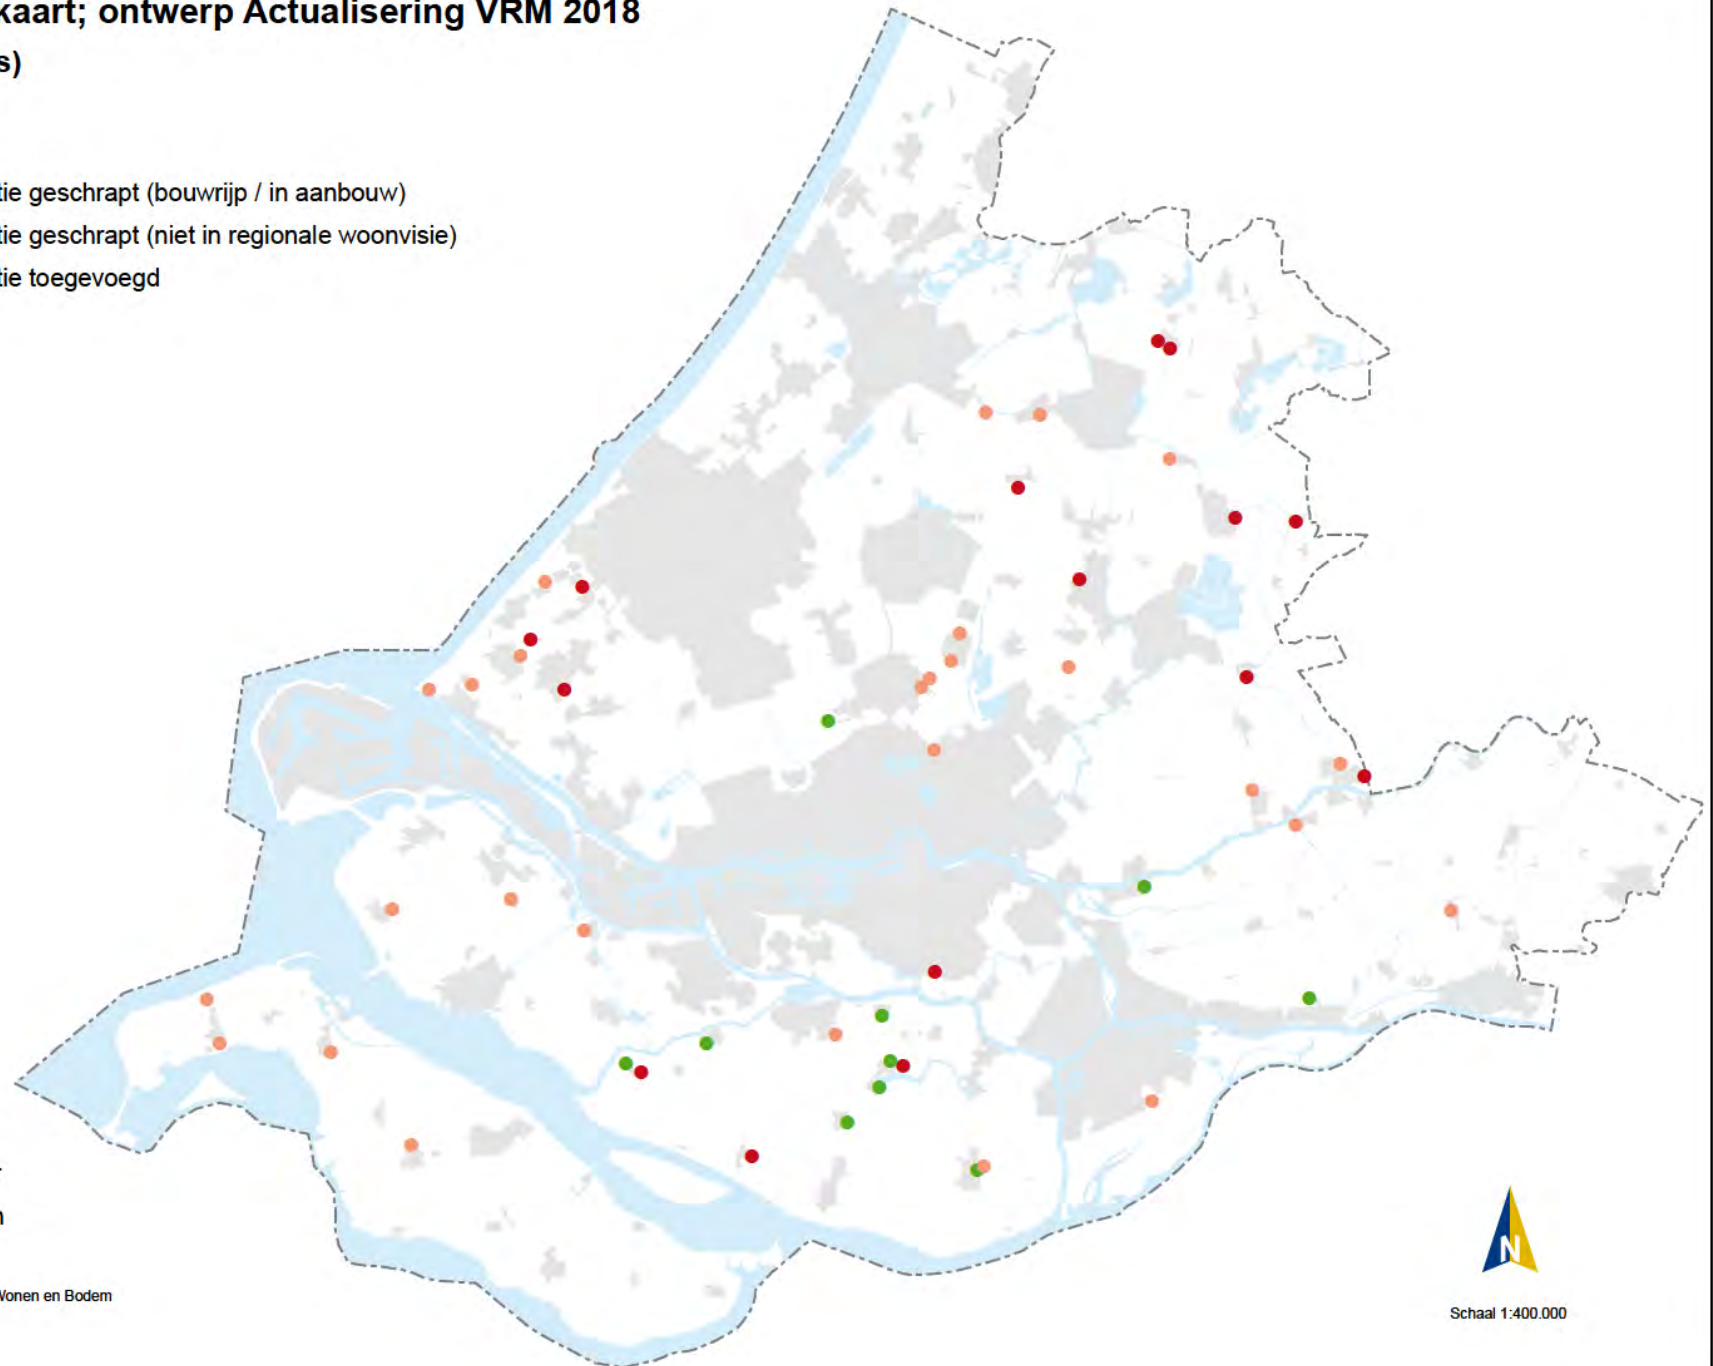 kaart; ontwerp Actualisering VRM 2018
s)
tie geschrapt (bouwrijp / in aanbouw)
tie geschrapt (niet in regionale woonvisie)
tie toegevoegd
n
Wonen en Bodem
N
Schaal 1:400.000